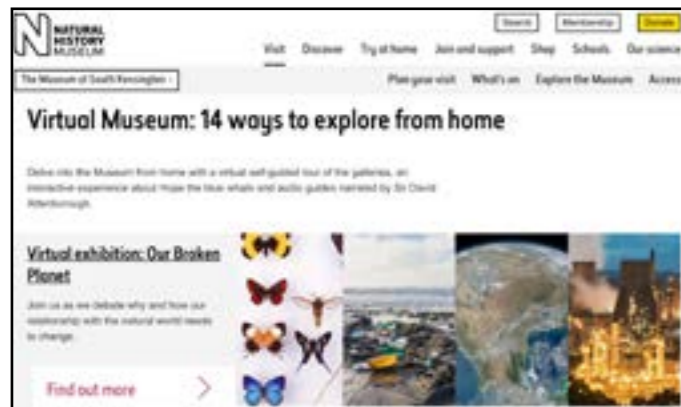 NATURAL
HISTORY
MUSEUM
Search
Membership
Donate
Visit Discover Try at home Join and support Shop Schools Our science
The Museum at South Kensington
Plan your visit What's on Explore the Museum Access
Virtual Museum: 14 ways to explore from home
Delve into the Museum from home with a virtual self-guided tour of the galleries, an
interactive experience about Hope the blue whale and audio guides narrated by Sir David
Attenborough.
Virtual exhibition: Our Broken
Planet
Join us as we debate why and how our
relationship with the natural world needs
to change.
Find out more